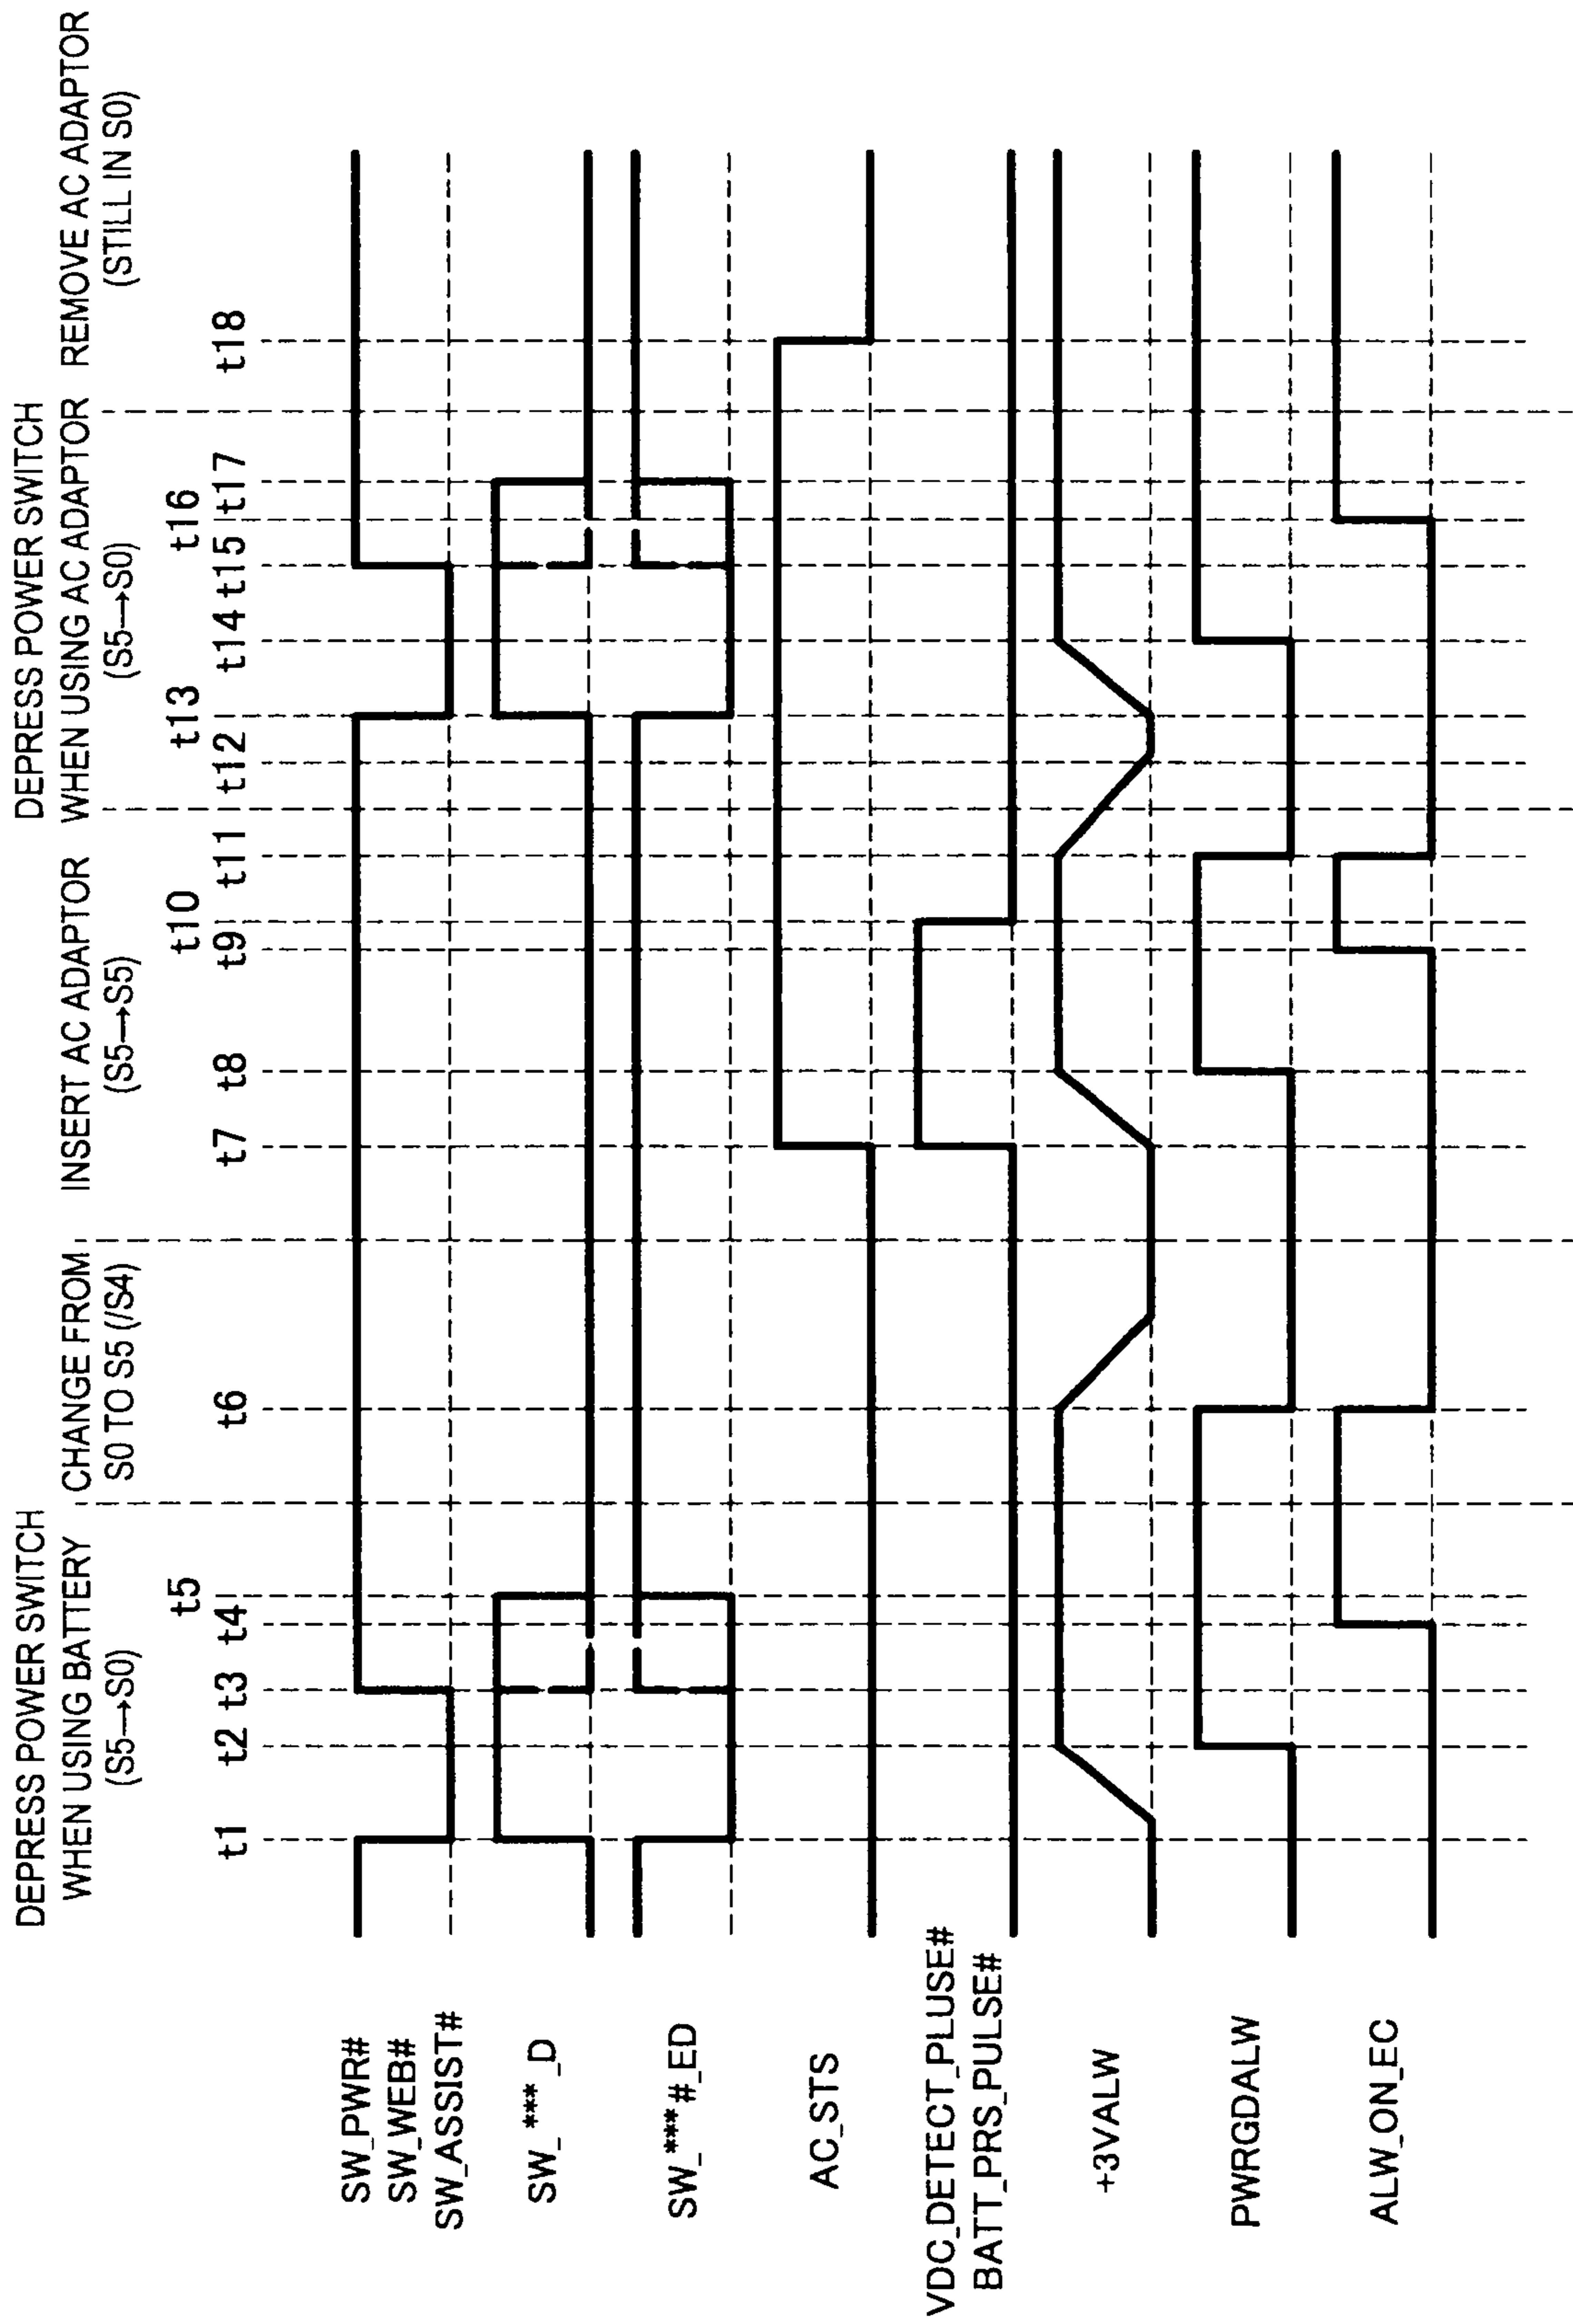 DEPRESS POWER SWITCH
WHEN USING BATTERY
(S5→S0)
CHANGE FROM
S0 TO S5 (/S4)
INSERT AC ADAPTOR
(S5→S5)
DEPRESS POWER SWITCH
WHEN USING AC ADAPTOR
(S5→S0)
REMOVE AC ADAPTOR
(STILL IN S0)
t1
t2
t3
t4
t5
t6
t7
t8
t9
t10
t11
t12
t13
t14
t15
t16
t17
t18
SW_PWR#
SW_WEB#
SW_ASSIST#
SW_***_D
SW_***#_ED
AC_STS
VDC_DETECT_PLUSE#
BATT_PRS_PULSE#
+3VALW
PWRGDALW
ALW_ON_EC